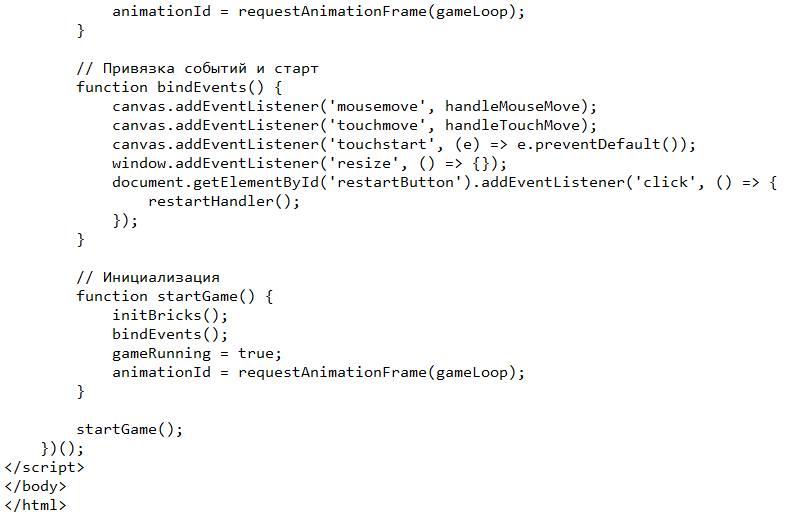 animationId = requestAnimationFrame(gameLoop);
}
// Привязка событий и старт
function bindEvents() {
canvas.addEventListener('mousemove', handleMouseMove);
canvas.addEventListener('touchmove', handleTouchMove);
canvas.addEventListener('touchstart', (e) => e.preventDefault());
window.addEventListener('resize', () => {});
document.getElementById('restartButton').addEventListener('click', () => {
restartHandler();
});
}
// Инициализация
function startGame() {
initBricks();
bindEvents();
gameRunning = true;
animationId = requestAnimationFrame(gameLoop);
}
startGame();
})();
</script>
</body>
</html>